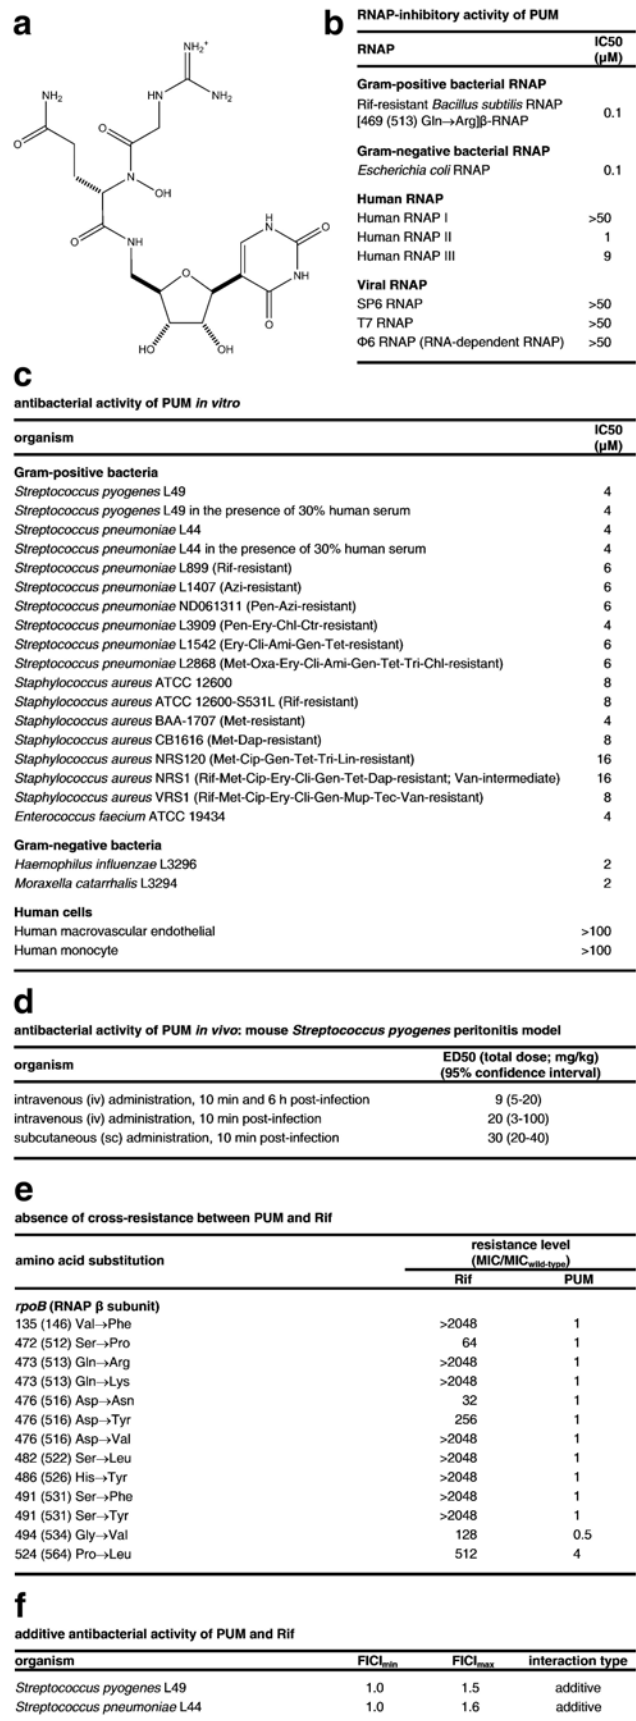 a
NH₂⁺
NH₂
HN
NH₂
O
O
N
OH
O
NH
H
N
O
O
NH
O
HO
OH
b
RNAP-inhibitory activity of PUM
RNAP IC50 (µM)
Gram-positive bacterial RNAP
Rif-resistant Bacillus subtilis RNAP
[469 (513) Gln→Arg]β-RNAP 0.1
Gram-negative bacterial RNAP
Escherichia coli RNAP 0.1
Human RNAP
Human RNAP I >50
Human RNAP II 1
Human RNAP III 9
Viral RNAP
SP6 RNAP >50
T7 RNAP >50
Φ6 RNAP (RNA-dependent RNAP) >50
c
antibacterial activity of PUM in vitro
organism IC50 (µM)
Gram-positive bacteria
Streptococcus pyogenes L49 4
Streptococcus pyogenes L49 in the presence of 30% human serum 4
Streptococcus pneumoniae L44 4
Streptococcus pneumoniae L44 in the presence of 30% human serum 4
Streptococcus pneumoniae L899 (Rif-resistant) 6
Streptococcus pneumoniae L1407 (Azi-resistant) 6
Streptococcus pneumoniae ND061311 (Pen-Azi-resistant) 6
Streptococcus pneumoniae L3909 (Pen-Ery-Chl-Ctr-resistant) 4
Streptococcus pneumoniae L1542 (Ery-Cli-Ami-Gen-Tet-resistant) 6
Streptococcus pneumoniae L2868 (Met-Oxa-Ery-Cli-Ami-Gen-Tet-Tri-Chl-resistant) 6
Staphylococcus aureus ATCC 12600 8
Staphylococcus aureus ATCC 12600-S531L (Rif-resistant) 8
Staphylococcus aureus BAA-1707 (Met-resistant) 4
Staphylococcus aureus CB1616 (Met-Dap-resistant) 8
Staphylococcus aureus NRS120 (Met-Cip-Gen-Tet-Tri-Lin-resistant) 16
Staphylococcus aureus NRS1 (Rif-Met-Cip-Ery-Cli-Gen-Tet-Dap-resistant; Van-intermediate) 16
Staphylococcus aureus VRS1 (Rif-Met-Cip-Ery-Cli-Gen-Mup-Tec-Van-resistant) 8
Enterococcus faecium ATCC 19434 4
Gram-negative bacteria
Haemophilus influenzae L3296 2
Moraxella catarrhalis L3294 2
Human cells
Human macrovascular endothelial >100
Human monocyte >100
d
antibacterial activity of PUM in vivo: mouse Streptococcus pyogenes peritonitis model
organism ED50 (total dose; mg/kg) (95% confidence interval)
intravenous (iv) administration, 10 min and 6 h post-infection 9 (5-20)
intravenous (iv) administration, 10 min post-infection 20 (3-100)
subcutaneous (sc) administration, 10 min post-infection 30 (20-40)
e
absence of cross-resistance between PUM and Rif
amino acid substitution resistance level (MIC/MICwild-type)
Rif PUM
rpoB (RNAP β subunit)
135 (146) Val→Phe >2048 1
472 (512) Ser→Pro 64 1
473 (513) Gln→Arg >2048 1
473 (513) Gln→Lys >2048 1
476 (516) Asp→Asn 32 1
476 (516) Asp→Tyr 256 1
476 (516) Asp→Val >2048 1
482 (522) Ser→Leu >2048 1
486 (526) His→Tyr >2048 1
491 (531) Ser→Phe >2048 1
491 (531) Ser→Tyr >2048 1
494 (534) Gly→Val 128 0.5
524 (564) Pro→Leu 512 4
f
additive antibacterial activity of PUM and Rif
organism FICImin FICImax interaction type
Streptococcus pyogenes L49 1.0 1.5 additive
Streptococcus pneumoniae L44 1.0 1.6 additive